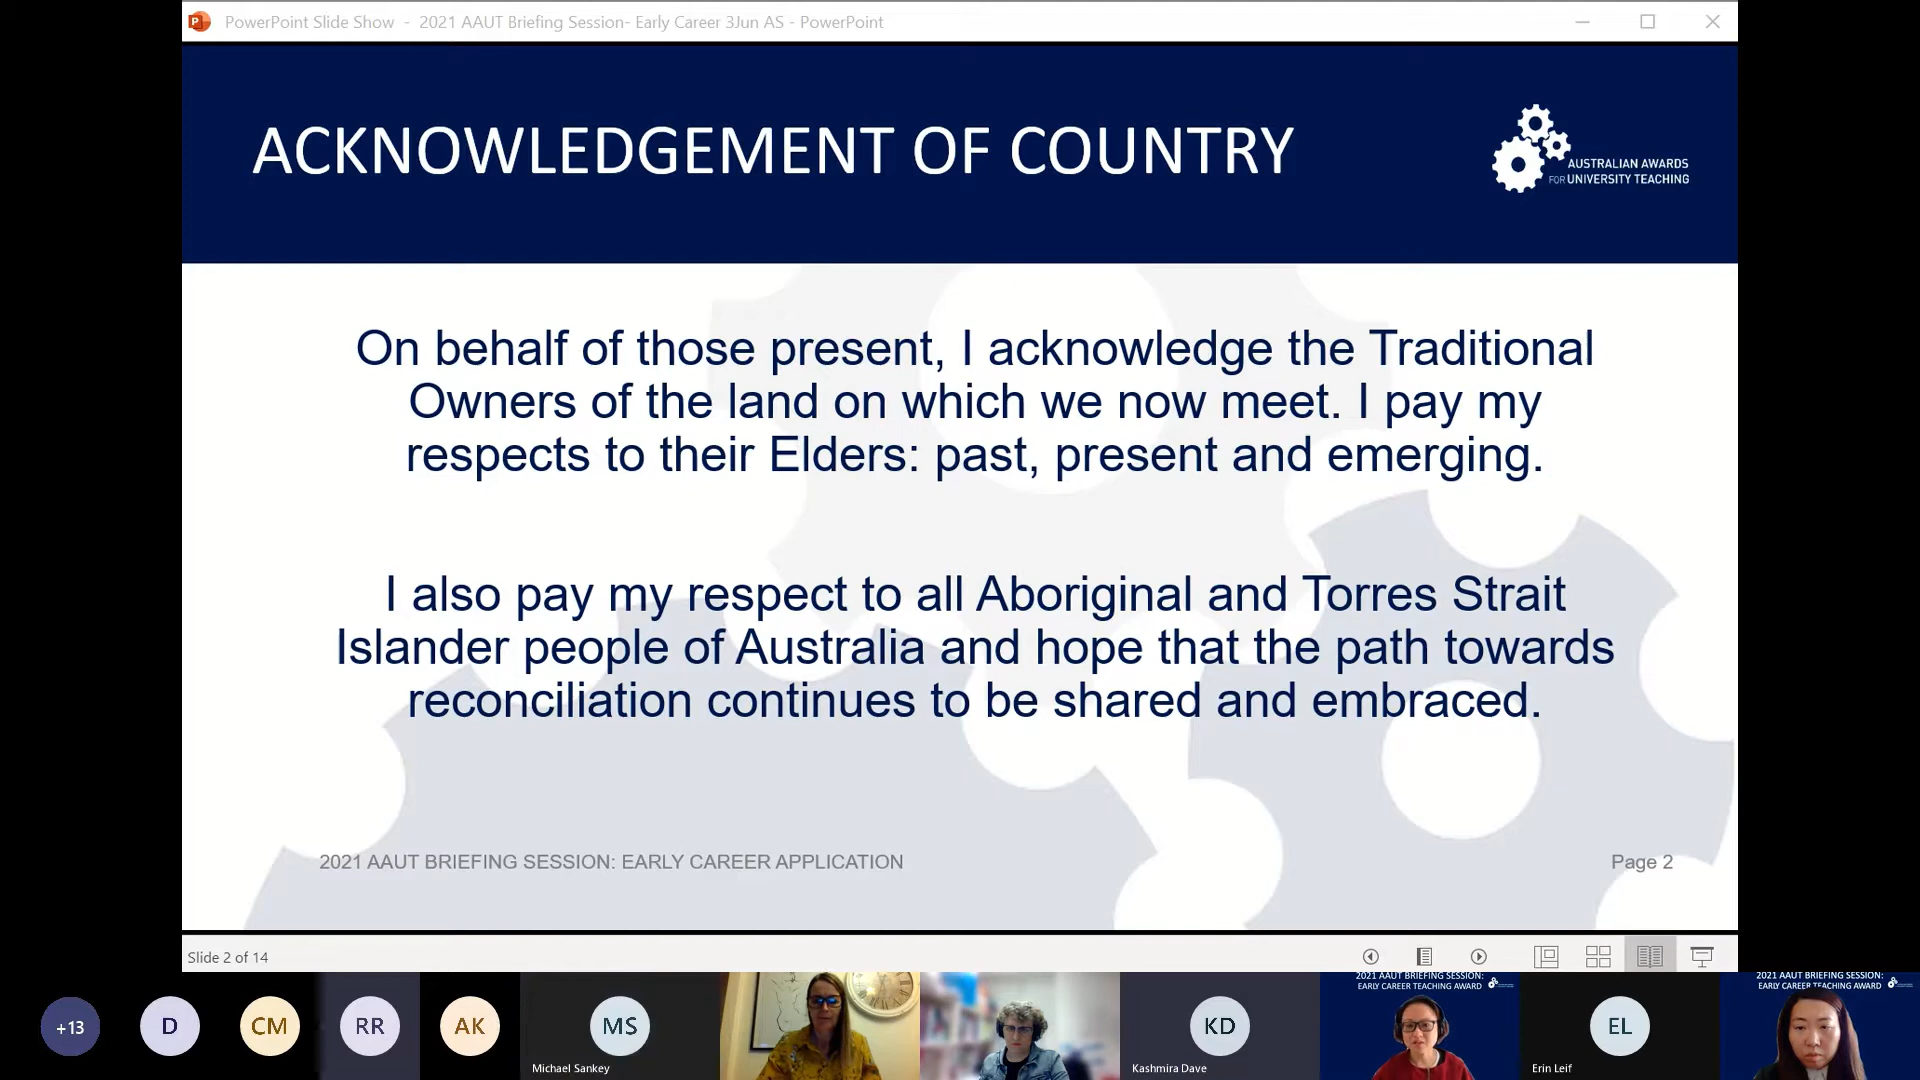 PowerPoint Slide Show - 2021 AAUT Briefing Session- Early Career 3Jun AS - PowerPoint
ACKNOWLEDGEMENT OF COUNTRY
AUSTRALIAN AWARDS
FOR UNIVERSITY TEACHING
On behalf of those present, I acknowledge the Traditional
Owners of the land on which we now meet. I pay my
respects to their Elders: past, present and emerging.
I also pay my respect to all Aboriginal and Torres Strait
Islander people of Australia and hope that the path towards
reconciliation continues to be shared and embraced.
2021 AAUT BRIEFING SESSION: EARLY CAREER APPLICATION
Page 2
Slide 2 of 14
+13
D
CM
RR
AK
MS
Michael Sankey
KD
Kashmira Dave
2021 AAUT BRIEFING SESSION:
EARLY CAREER TEACHING AWARD
EL
Erin Leif
2021 AAUT BRIEFING SESSION:
EARLY CAREER TEACHING AWARD